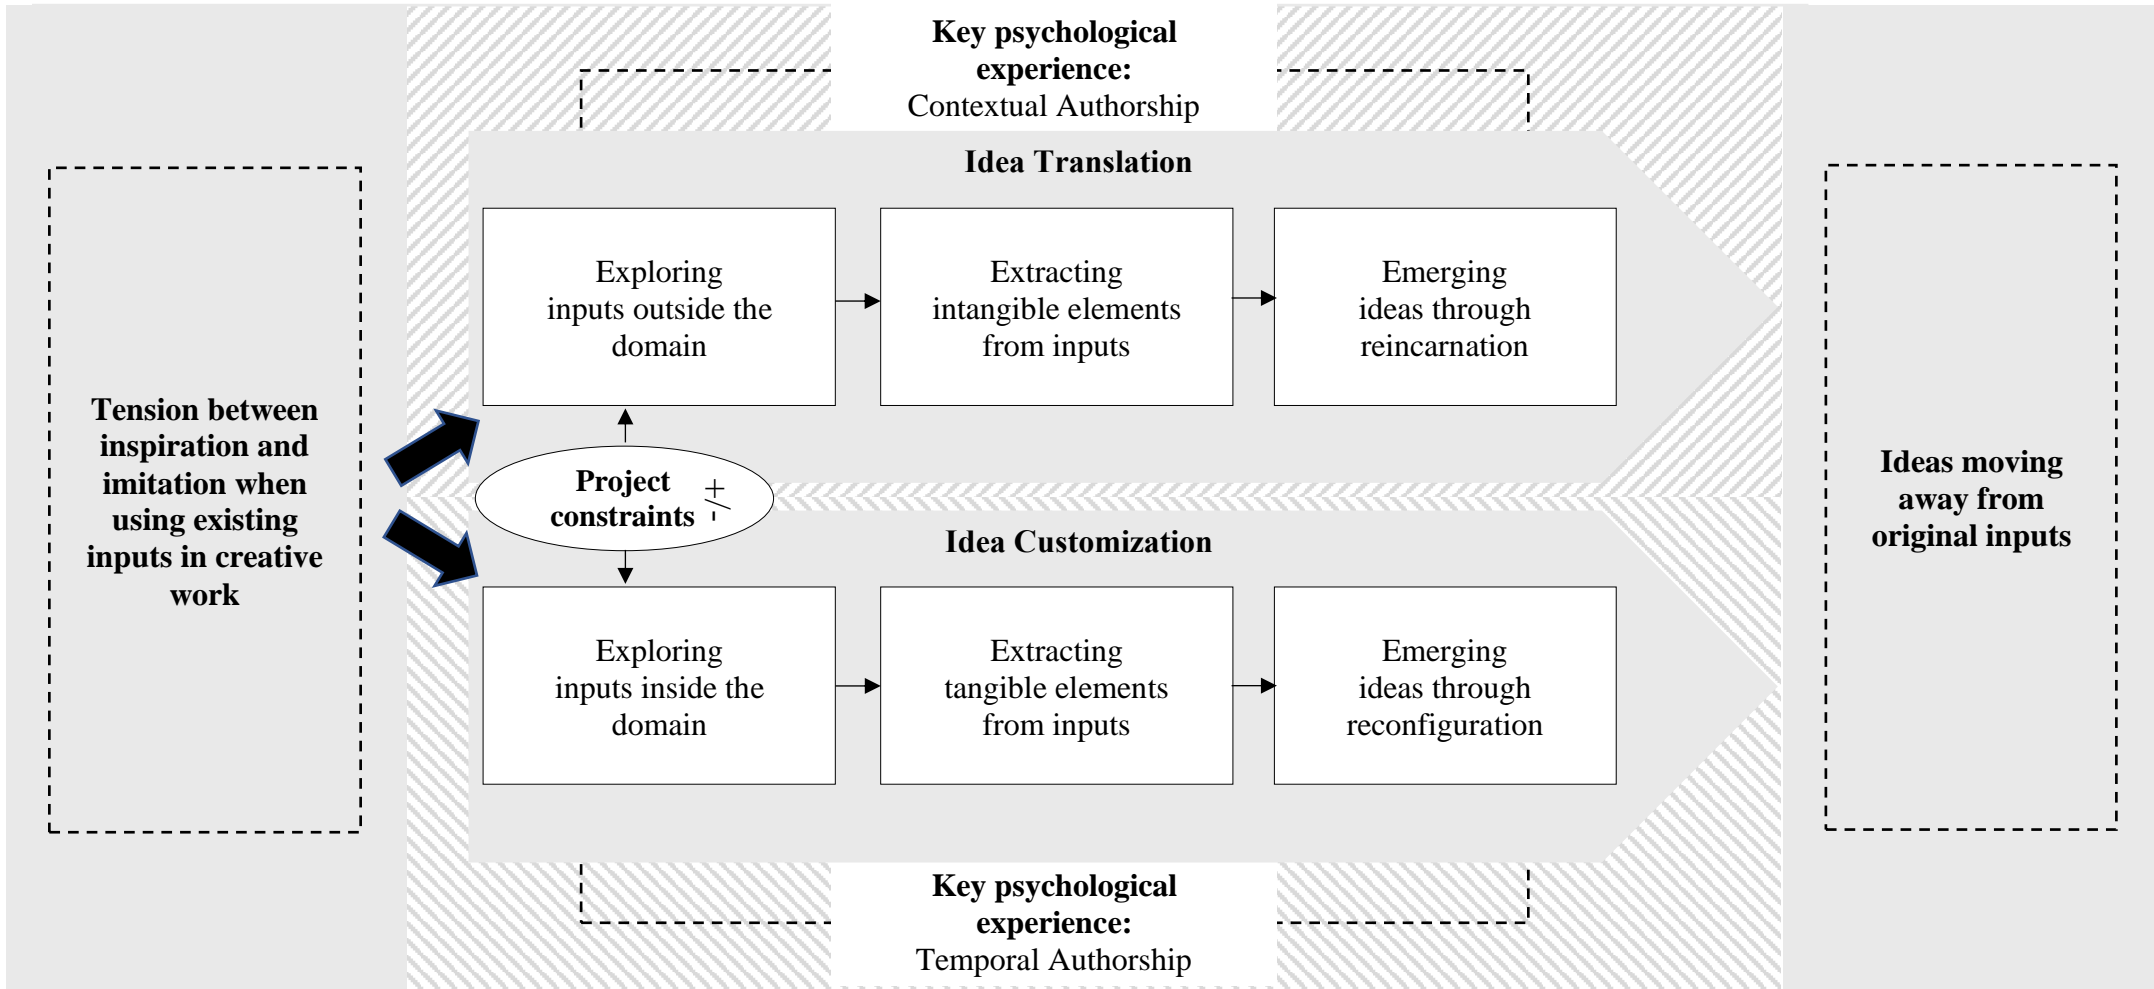 Key psychological
experience:
Contextual Authorship
Idea Translation
Exploring
inputs outside the
domain
Extracting
intangible elements
from inputs
Emerging
ideas through
reincarnation
Tension between
inspiration and
imitation when
using existing
inputs in creative
work
Project
constraints
-/+
Ideas moving
away from
original inputs
Idea Customization
Exploring
inputs inside the
domain
Extracting
tangible elements
from inputs
Emerging
ideas through
reconfiguration
Key psychological
experience:
Temporal Authorship